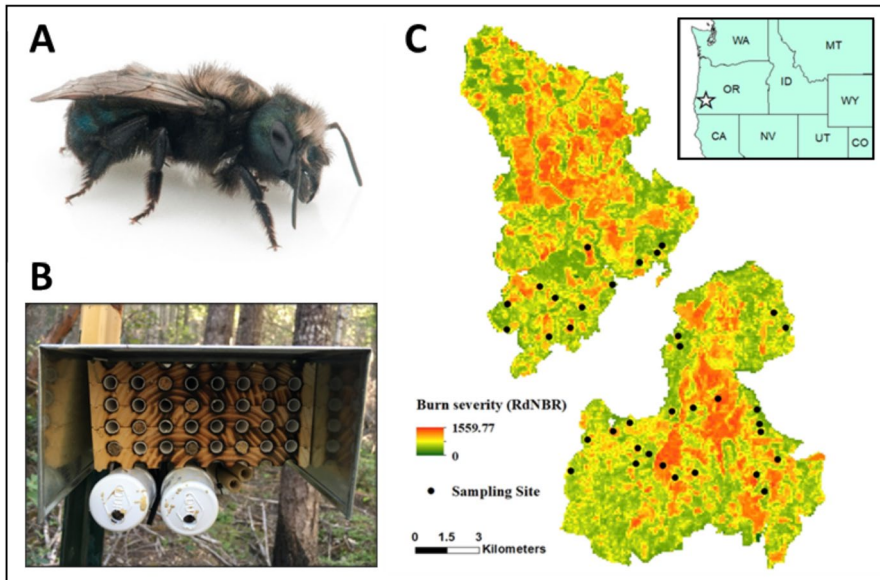 A
B
C
WA
MT
OR
ID
WY
CA
NV
UT
CO
Burn severity (RdNBR)
1559.77
0
Sampling Site
0 1.5 3
Kilometers